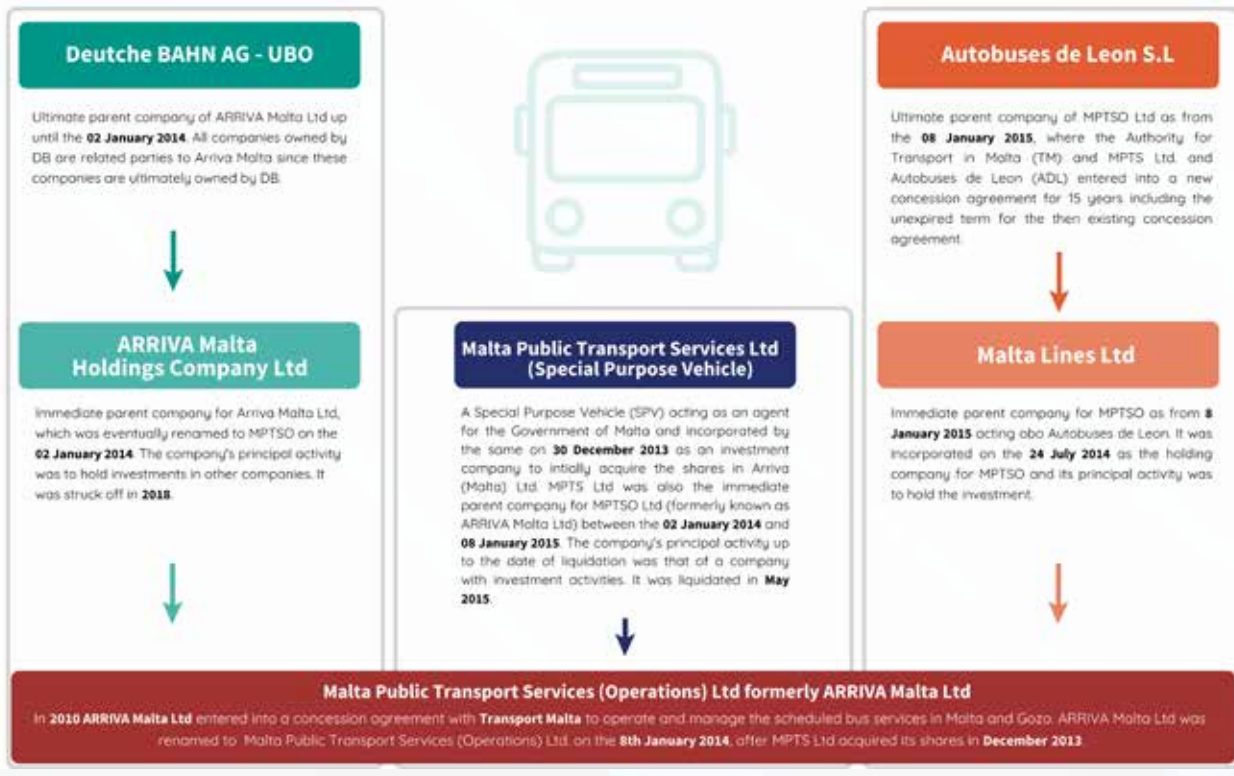 Deutche BAHN AG - UBO
Ultimate parent company of ARRIVA Malta Ltd up
until the 02 January 2014. All companies owned by
DB are related parties to Arriva Malta since these
companies are ultimately owned by DB.
ARRIVA Malta
Holdings Company Ltd
Immediate parent company for Arriva Malta Ltd,
which was eventually renamed to MPTSO on the
02 January 2014. The company's principal activity
was to hold investments in other companies. It
was struck off in 2018.
Malta Public Transport Services Ltd
(Special Purpose Vehicle)
A Special Purpose Vehicle (SPV) acting as an agent
for the Government of Malta and incorporated by
the same on 30 December 2013 as an investment
company to intially acquire the shares in Arriva
(Malta) Ltd. MPTS Ltd was also the immediate
parent company for MPTSO Ltd (formerly known as
ARRIVA Malta Ltd) between the 02 January 2014 and
08 January 2015. The company's principal activity up
to the date of liquidation was that of a company
with investment activities. It was liquidated in May
2015.
Autobuses de Leon S.L
Ultimate parent company of MPTSO Ltd as from
the 08 January 2015, where the Authority for
Transport in Malta (TM) and MPTS Ltd. and
Autobuses de Leon (ADL) entered into a new
concession agreement for 15 years including the
unexpired term for the then existing concession
agreement.
Malta Lines Ltd
Immediate parent company for MPTSO as from 8
January 2015 acting obo Autobuses de Leon. It was
incorporated on the 24 July 2014 as the holding
company for MPTSO and its principal activity was
to hold the investment.
Malta Public Transport Services (Operations) Ltd formerly ARRIVA Malta Ltd
In 2010 ARRIVA Malta Ltd entered into a concession agreement with Transport Malta to operate and manage the scheduled bus services in Malta and Gozo. ARRIVA Malta Ltd was
renamed to Malta Public Transport Services (Operations) Ltd. on the 8th January 2014, after MPTS Ltd acquired its shares in December 2013.